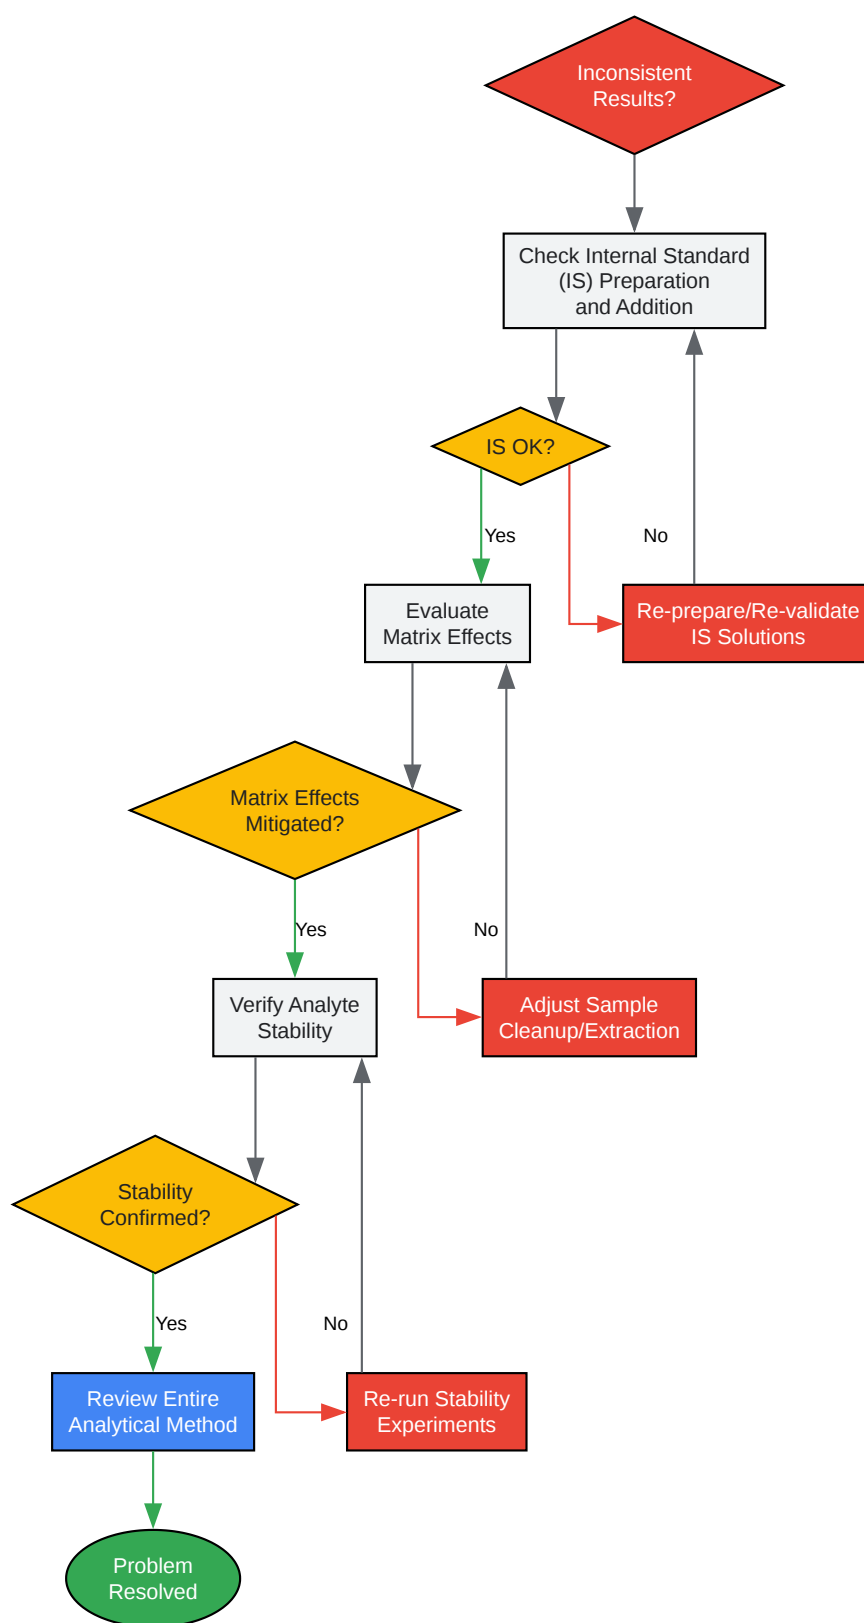 Inconsistent
Results?
Check Internal Standard
(IS) Preparation
and Addition
IS OK?
Yes
No
Evaluate
Matrix Effects
Re-prepare/Re-validate
IS Solutions
Matrix Effects
Mitigated?
Yes
No
Verify Analyte
Stability
Adjust Sample
Cleanup/Extraction
Stability
Confirmed?
Yes
No
Review Entire
Analytical Method
Re-run Stability
Experiments
Problem
Resolved